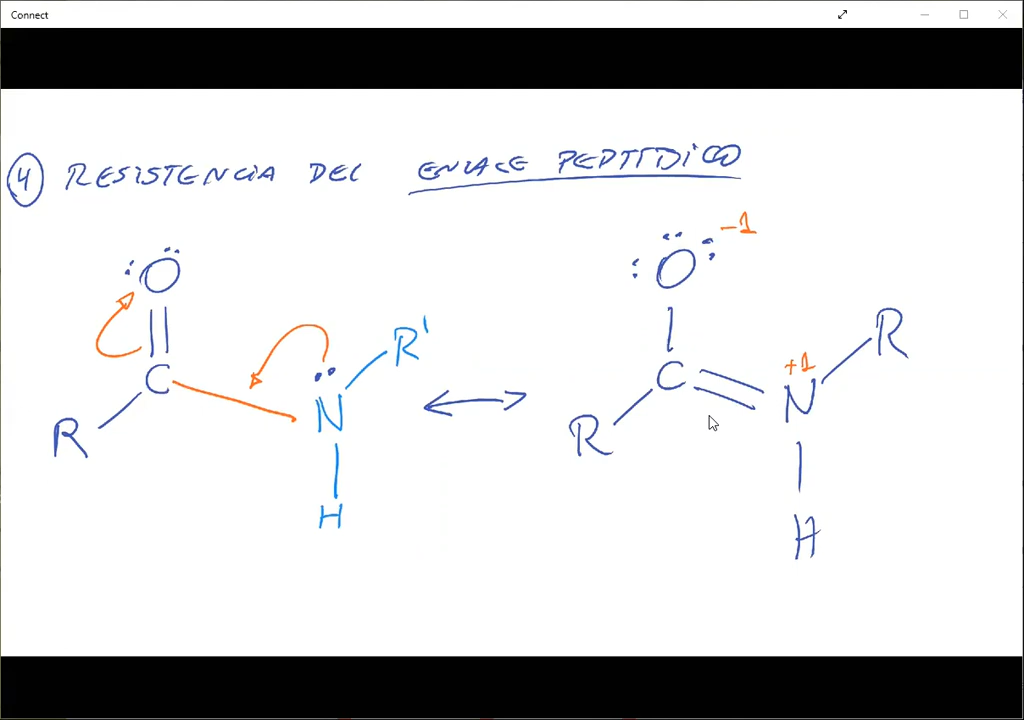 Connect
4 RESISTENCIA DEL ENLACE PEPTIDICO
-1
O O
R' R
+1
C N C N
R R
H H